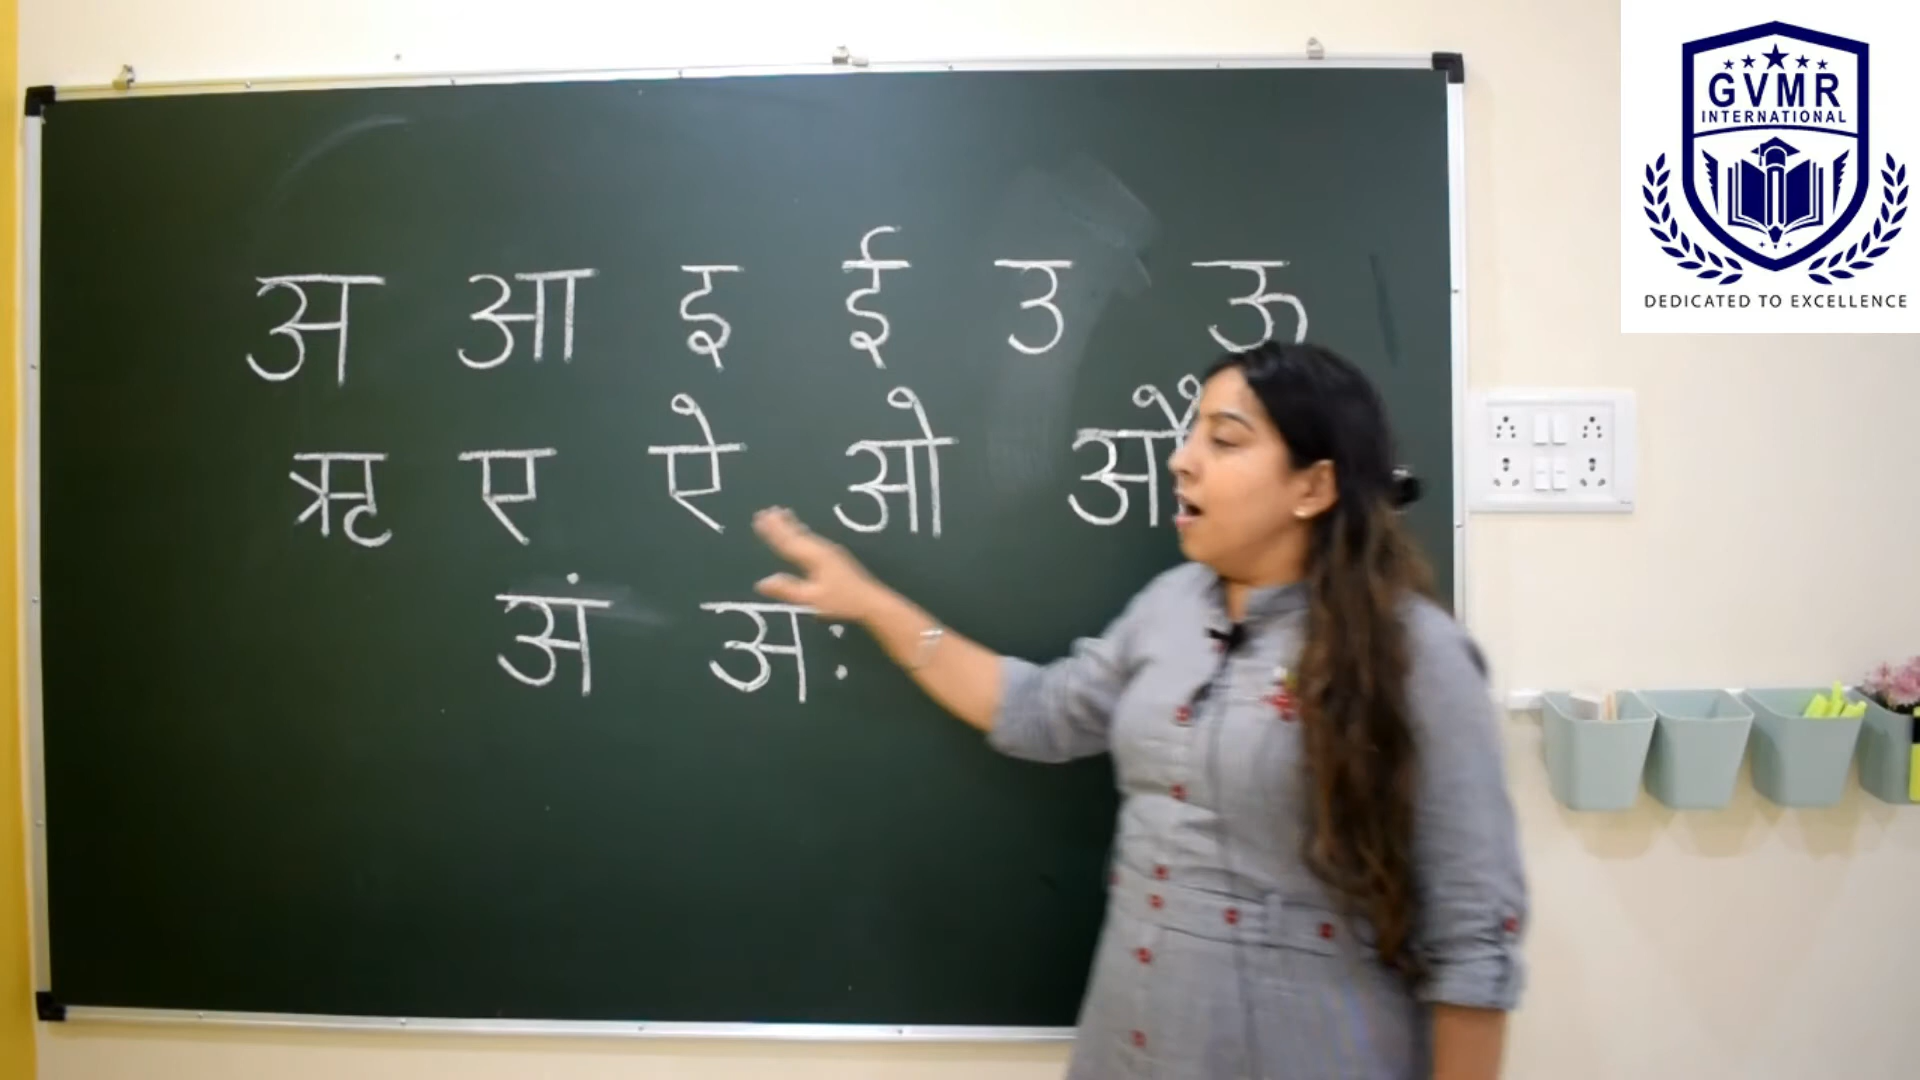 अ आ इ ई उ ऊ
ऋ ए ऐ ओ औ
अं अः
GVMR
INTERNATIONAL
DEDICATED TO EXCELLENCE